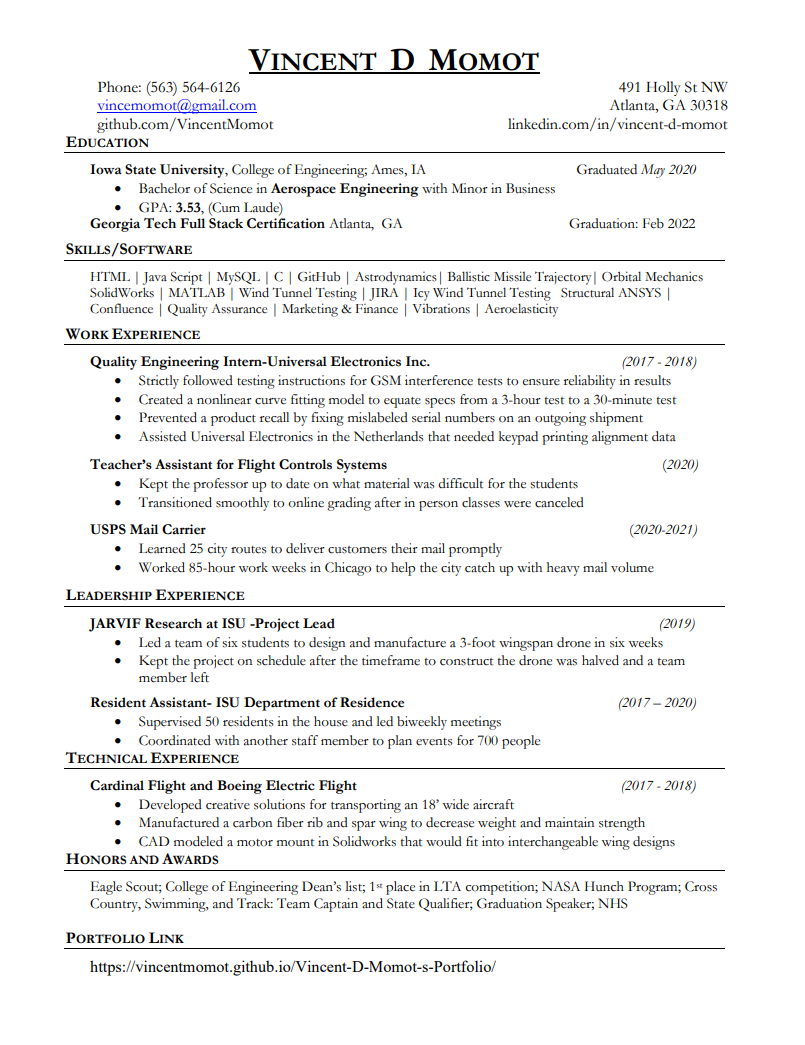 VINCENT D MOMOT
Phone: (563) 564-6126
491 Holly St NW
vincemomot@gmail.com
Atlanta, GA 30318
github.com/VincentMomot
linkedin.com/in/vincent-d-momot
EDUCATION
Iowa State University, College of Engineering; Ames, IA Graduated May 2020
• Bachelor of Science in Aerospace Engineering with Minor in Business
• GPA: 3.53, (Cum Laude)
Georgia Tech Full Stack Certification Atlanta, GA Graduation: Feb 2022
SKILLS/SOFTWARE
HTML | Java Script | MySQL | C | GitHub | Astrodynamics| Ballistic Missile Trajectory| Orbital Mechanics
SolidWorks | MATLAB | Wind Tunnel Testing | JIRA | Icy Wind Tunnel Testing Structural ANSYS |
Confluence | Quality Assurance | Marketing & Finance | Vibrations | Aeroelasticity
WORK EXPERIENCE
Quality Engineering Intern-Universal Electronics Inc. (2017 - 2018)
• Strictly followed testing instructions for GSM interference tests to ensure reliability in results
• Created a nonlinear curve fitting model to equate specs from a 3-hour test to a 30-minute test
• Prevented a product recall by fixing mislabeled serial numbers on an outgoing shipment
• Assisted Universal Electronics in the Netherlands that needed keypad printing alignment data
Teacher's Assistant for Flight Controls Systems (2020)
• Kept the professor up to date on what material was difficult for the students
• Transitioned smoothly to online grading after in person classes were canceled
USPS Mail Carrier (2020-2021)
• Learned 25 city routes to deliver customers their mail promptly
• Worked 85-hour work weeks in Chicago to help the city catch up with heavy mail volume
LEADERSHIP EXPERIENCE
JARVIF Research at ISU -Project Lead (2019)
• Led a team of six students to design and manufacture a 3-foot wingspan drone in six weeks
• Kept the project on schedule after the timeframe to construct the drone was halved and a team
member left
Resident Assistant- ISU Department of Residence (2017 – 2020)
• Supervised 50 residents in the house and led biweekly meetings
• Coordinated with another staff member to plan events for 700 people
TECHNICAL EXPERIENCE
Cardinal Flight and Boeing Electric Flight (2017 - 2018)
• Developed creative solutions for transporting an 18’ wide aircraft
• Manufactured a carbon fiber rib and spar wing to decrease weight and maintain strength
• CAD modeled a motor mount in Solidworks that would fit into interchangeable wing designs
HONORS AND AWARDS
Eagle Scout; College of Engineering Dean's list; 1st place in LTA competition; NASA Hunch Program; Cross
Country, Swimming, and Track: Team Captain and State Qualifier; Graduation Speaker; NHS
PORTFOLIO LINK
https://vincentmomot.github.io/Vincent-D-Momot-s-Portfolio/